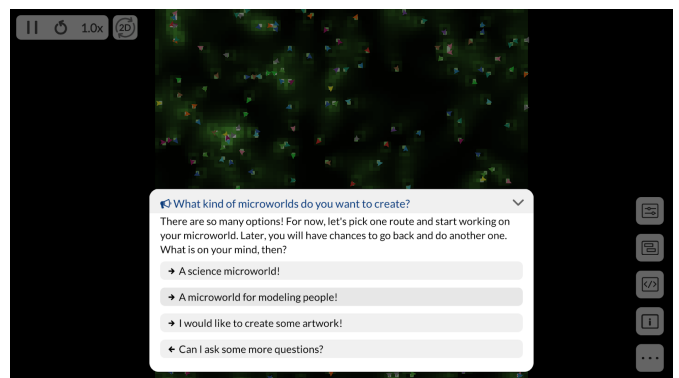 1.0x
2D
What kind of microworlds do you want to create?
There are so many options! For now, let's pick one route and start working on
your microworld. Later, you will have chances to go back and do another one.
What is on your mind, then?
→ A science microworld!
→ A microworld for modeling people!
→ I would like to create some artwork!
← Can I ask some more questions?